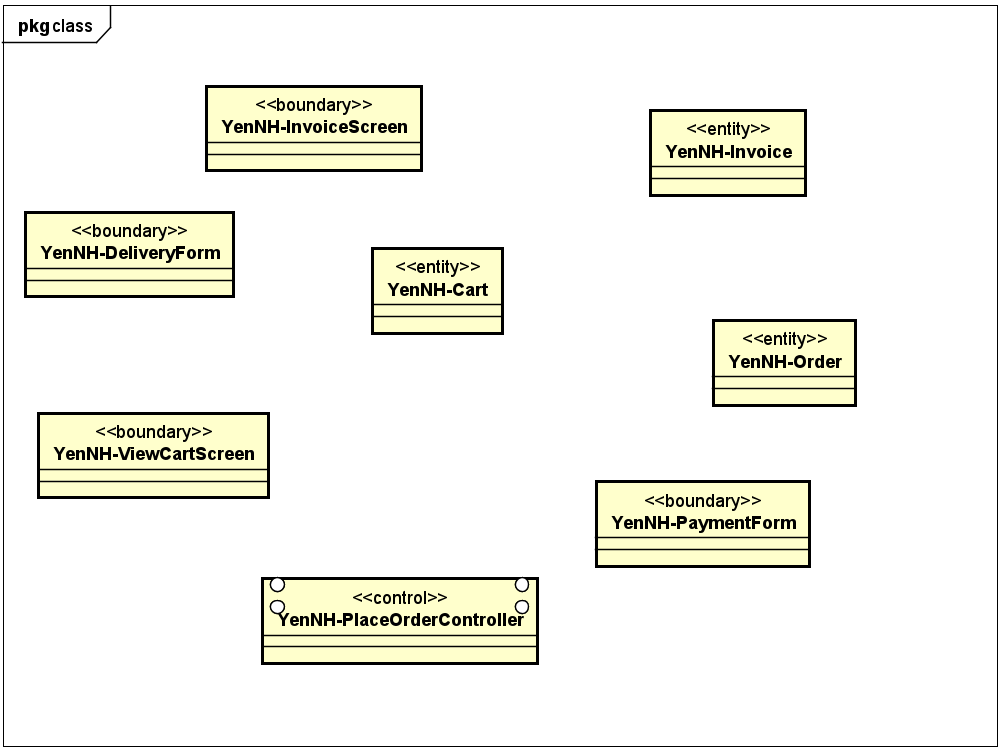 pkg class
<<boundary>>
YenNH-InvoiceScreen
<<entity>>
YenNH-Invoice
<<boundary>>
YenNH-DeliveryForm
<<entity>>
YenNH-Cart
<<entity>>
YenNH-Order
<<boundary>>
YenNH-ViewCartScreen
<<boundary>>
YenNH-PaymentForm
<<control>>
YenNH-PlaceOrderController